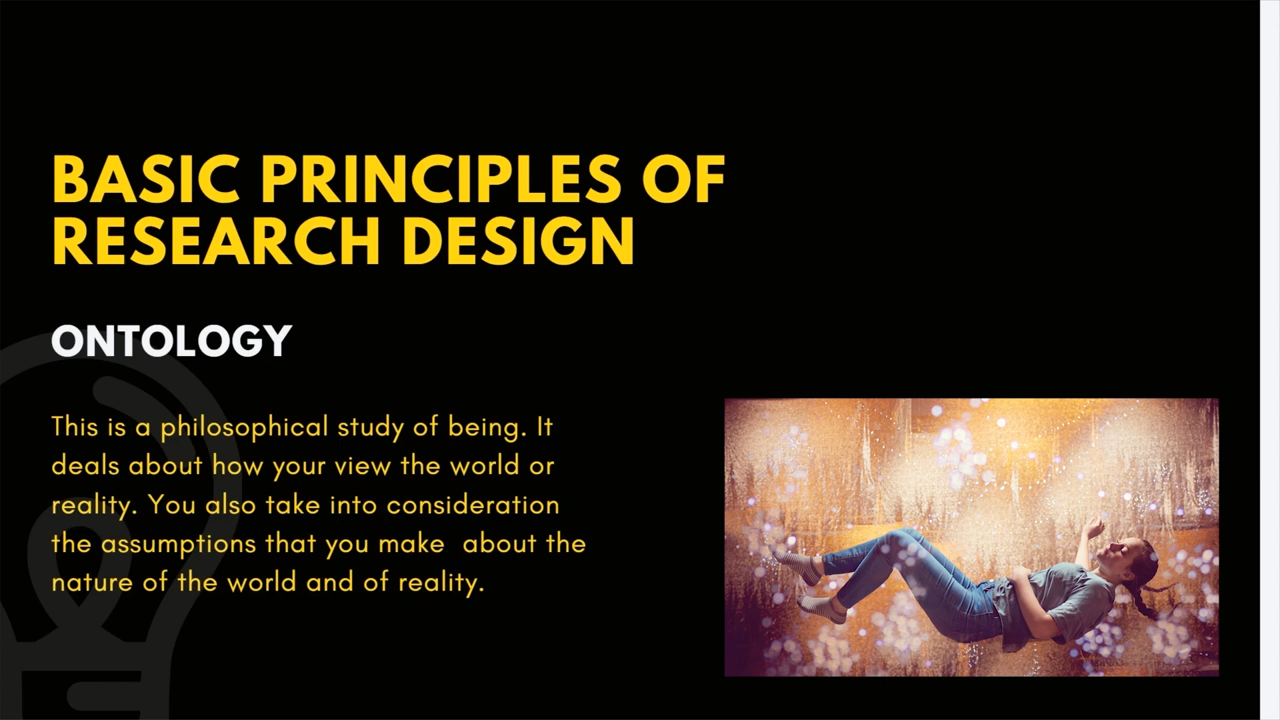 BASIC PRINCIPLES OF
RESEARCH DESIGN
ONTOLOGY
This is a philosophical study of being. It
deals about how your view the world or
reality. You also take into consideration
the assumptions that you make  about the
nature of the world and of reality.